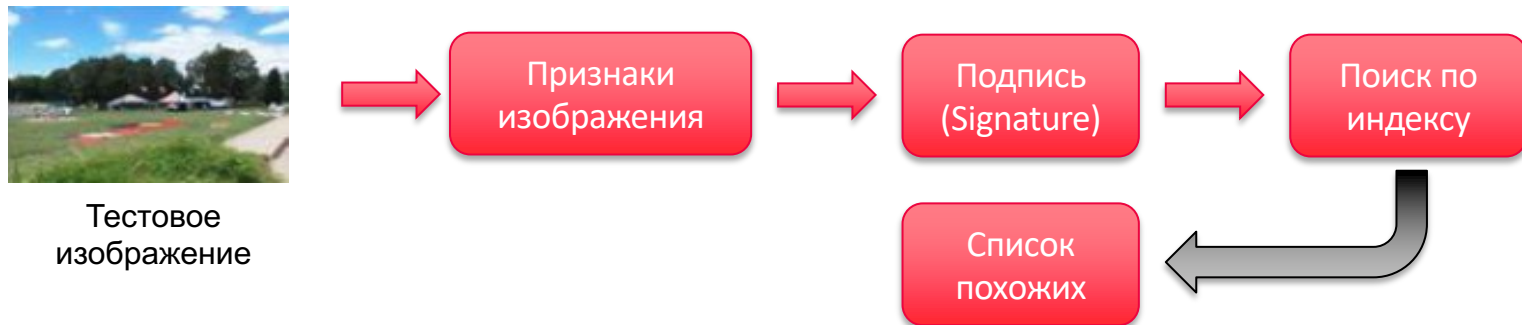 Тестовое
изображение
Признаки
изображения
Подпись
(Signature)
Поиск по
индексу
Список
похожих